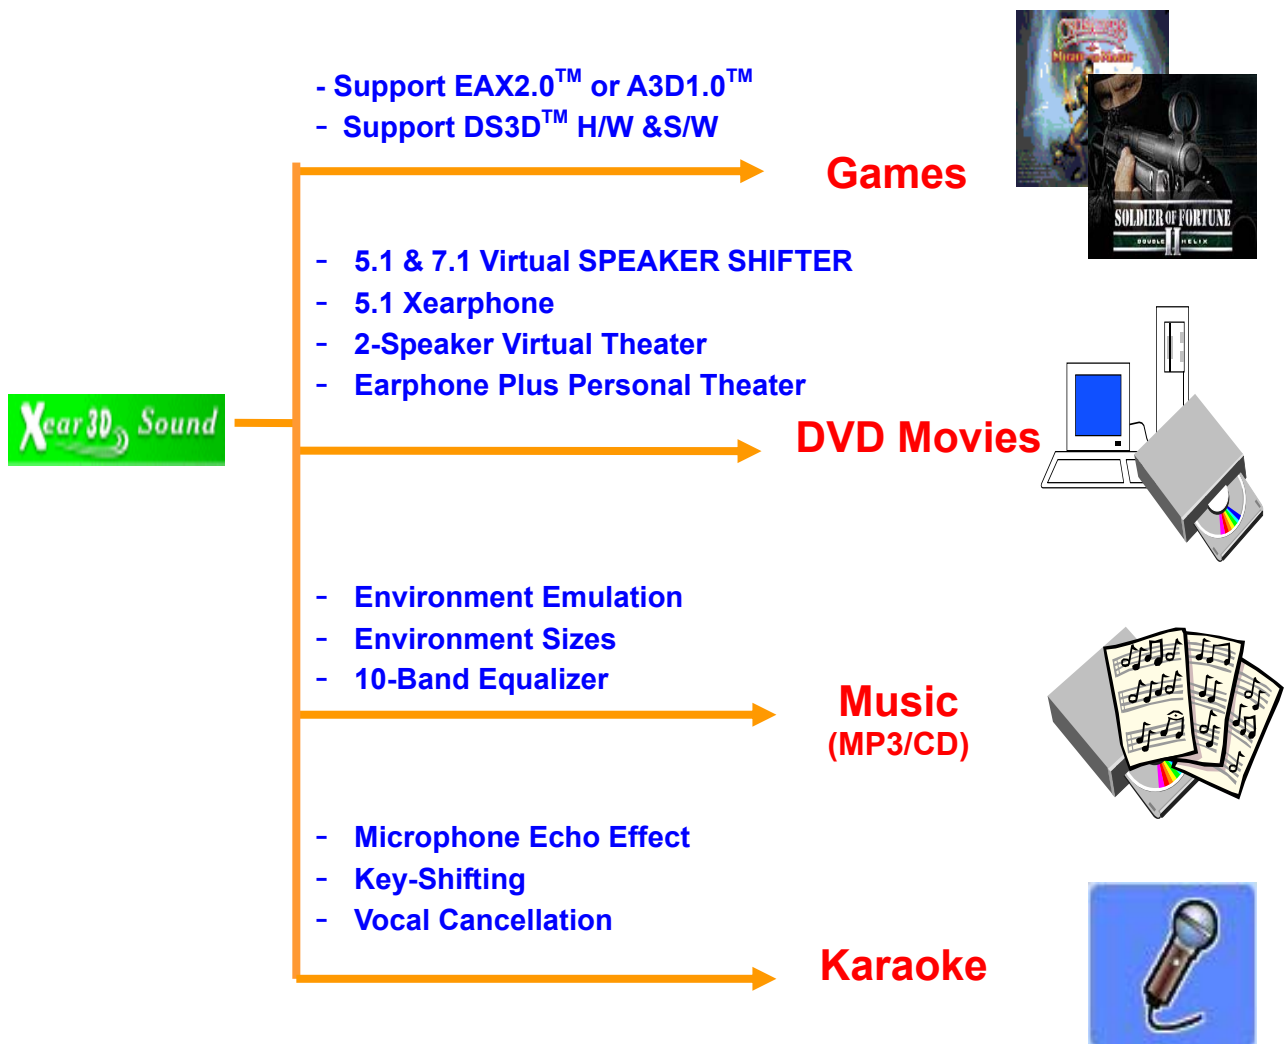 - Support EAX2.0™ or A3D1.0™
- Support DS3D™ H/W &S/W
Games
SOLDIER OF FORTUNE
II
DOUBLE HELIX
- 5.1 & 7.1 Virtual SPEAKER SHIFTER
- 5.1 Xearphone
- 2-Speaker Virtual Theater
- Earphone Plus Personal Theater
Xear 3D Sound
DVD Movies
- Environment Emulation
- Environment Sizes
- 10-Band Equalizer
Music
(MP3/CD)
- Microphone Echo Effect
- Key-Shifting
- Vocal Cancellation
Karaoke